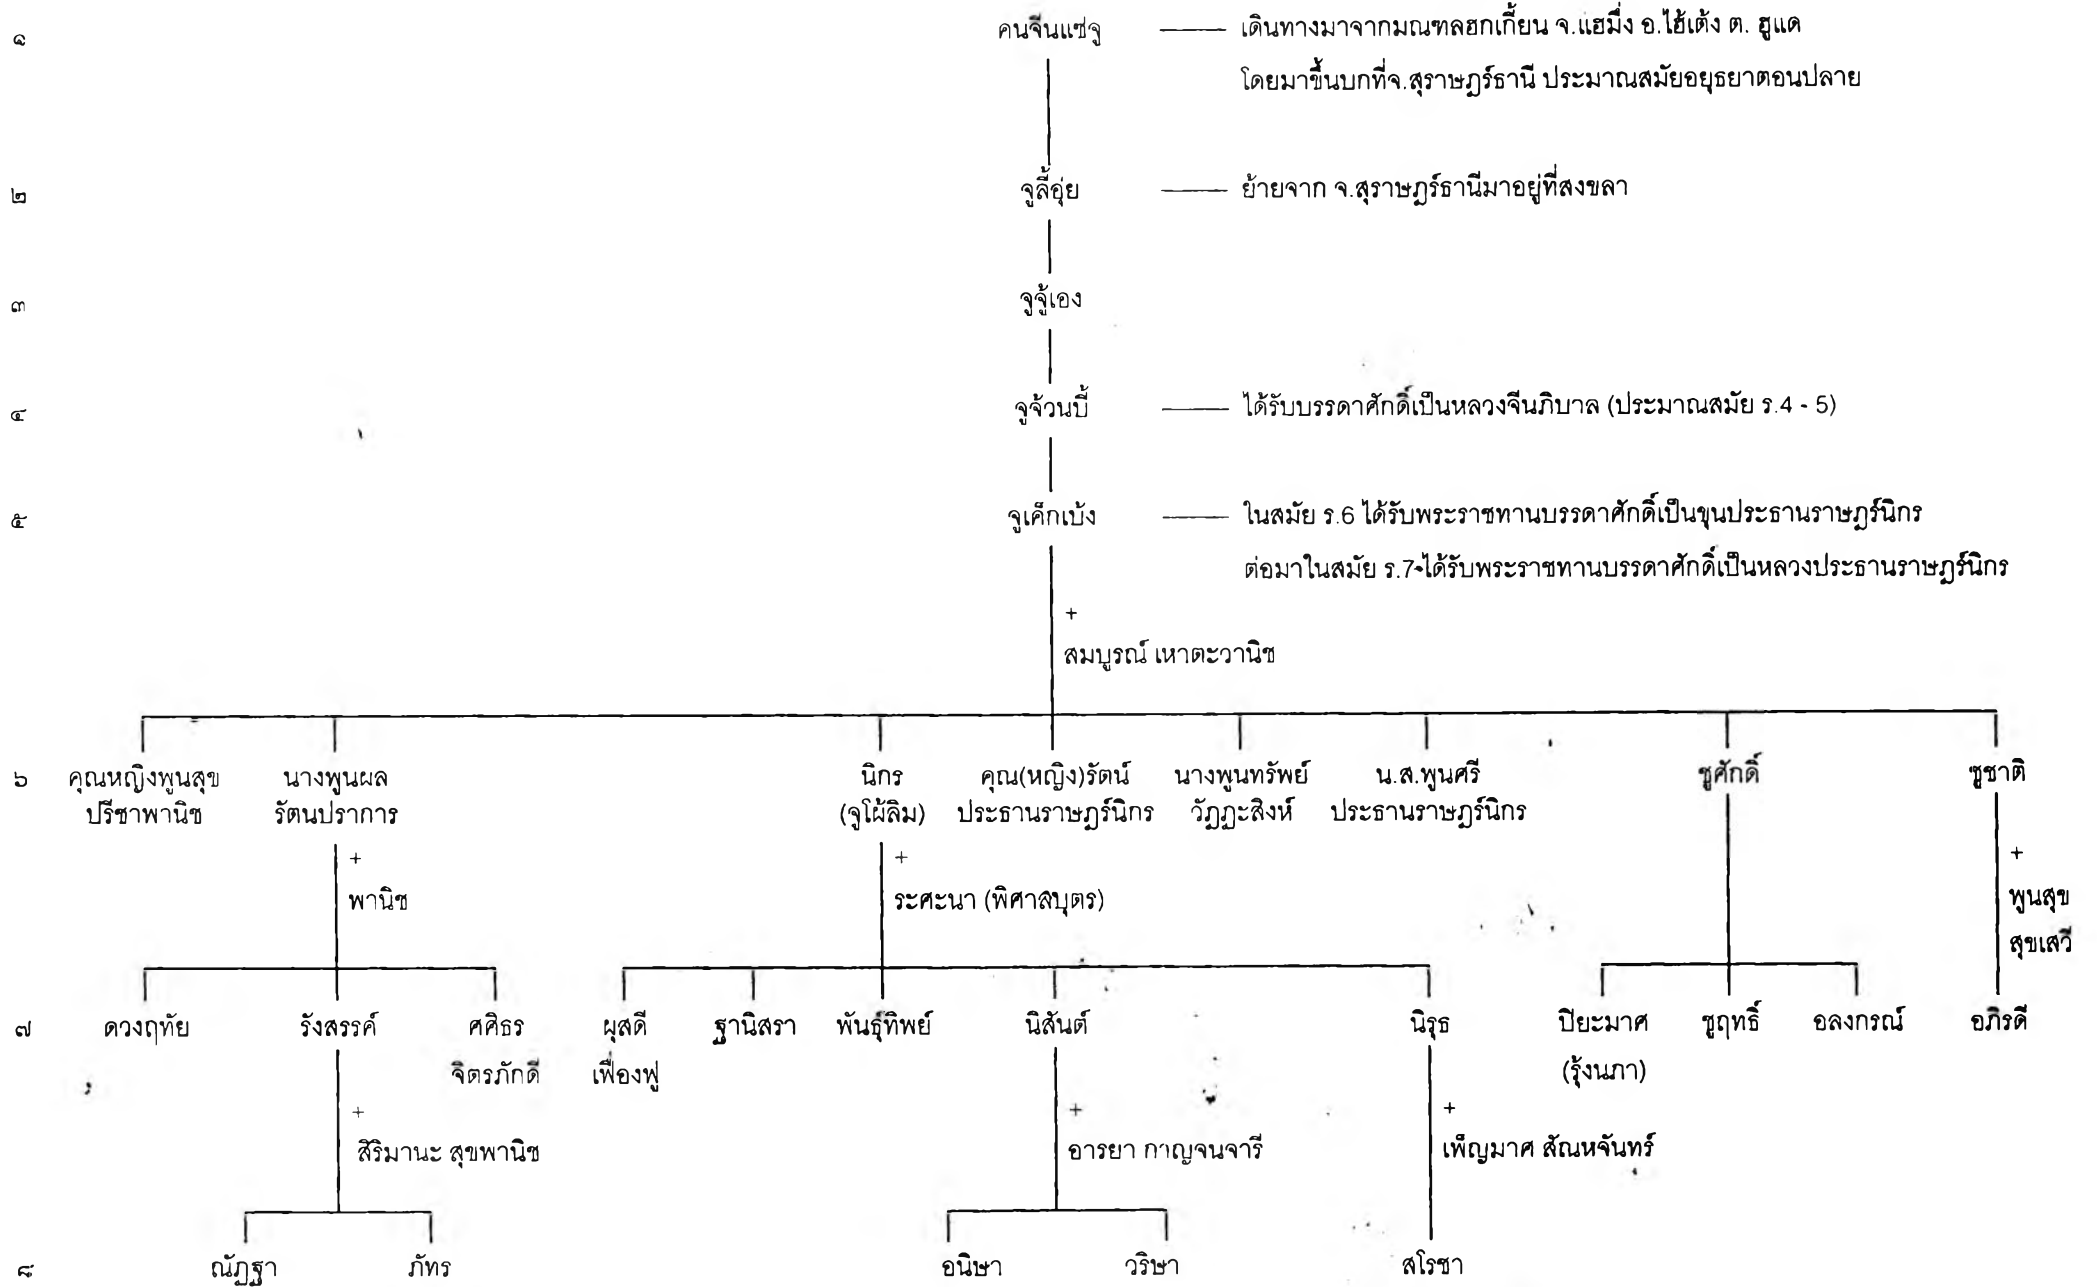 ๑
คนจีนแซ่จู
เดินทางมาจากมณฑลฮกเกี้ยน จ.แฮมึ่ง อ.ไฮ้เต้ง ต. ฮูแด
โดยมาขึ้นบกที่จ.สุราษฎร์ธานี ประมาณสมัยอยุธยาตอนปลาย
๒
จูลี้อุ่ย
ย้ายจาก จ.สุราษฎร์ธานีมาอยู่ที่สงขลา
๓
จูจู้เอง
๔
จูจ้วนบี้
ได้รับบรรดาศักดิ์เป็นหลวงจีนภิบาล (ประมาณสมัย ร.4 - 5)
๕
จูเค็กเบ้ง
ในสมัย ร.6 ได้รับพระราชทานบรรดาศักดิ์เป็นขุนประธานราษฎร์นิกร
ต่อมาในสมัย ร.7 ได้รับพระราชทานบรรดาศักดิ์เป็นหลวงประธานราษฎร์นิกร
+
สมบูรณ์ เหาตะวานิช
๖
คุณหญิงพูนสุข
ปรีชาพานิช
นางพูนผล
รัตนปราการ
นิกร
(จูโผ้ลิม)
คุณ(หญิง)รัตน์
ประธานราษฎร์นิกร
นางพูนทรัพย์
วัฏฏะสิงห์
น.ส.พูนศรี
ประธานราษฎร์นิกร
ชูศักดิ์
ชูชาติ
+
พานิช
+
ระศะนา (พิศาลบุตร)
+
พูนสุข
สุขเสวี
๗
ดวงฤทัย
รังสรรค์
ศศิธร
จิตรภักดี
ผุสดี
เฟื่องฟู
ฐานิสรา
พันธุ์ทิพย์
นิสันต์
นิรุธ
ปิยะมาศ
(รุ้งนภา)
ชูฤทธิ์
อลงกรณ์
อภิรดี
+
สิริมานะ สุขพานิช
+
อารยา กาญจนจารี
+
เพ็ญมาศ สัณหจันทร์
๘
ณัฏฐา
ภัทร
อนิษา
วริษา
สโรชา